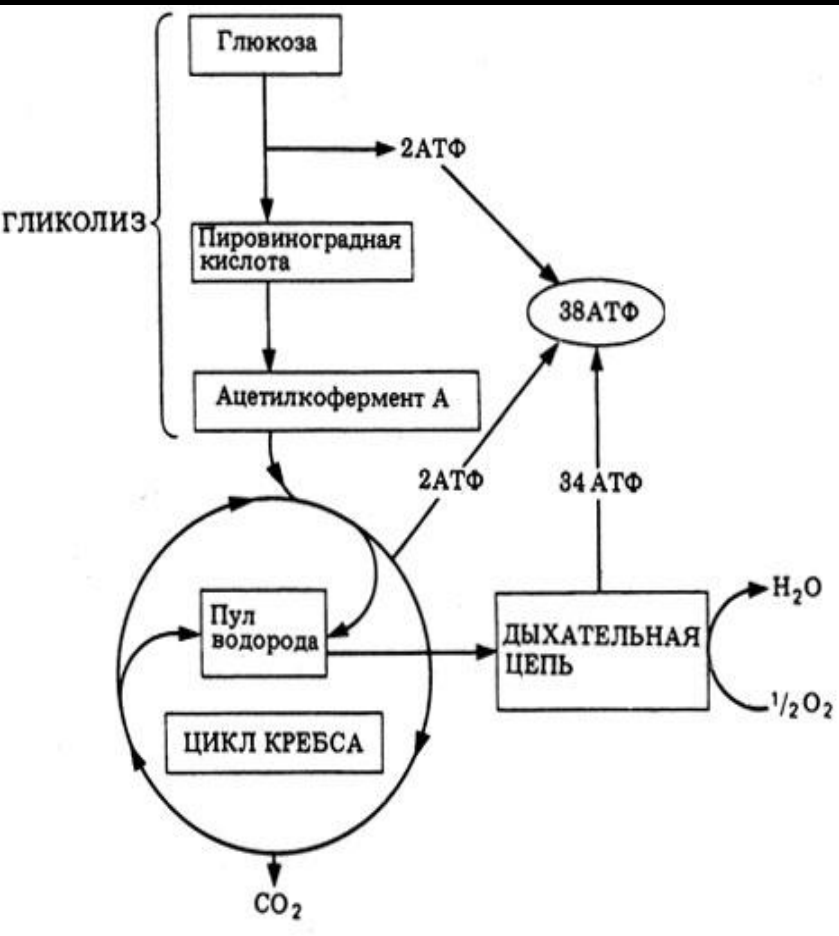 Глюкоза
2АТФ
ГЛИКОЛИЗ
Пировиноградная
кислота
38АТФ
Ацетилкофермент А
2АТФ
34 АТФ
Пул
водорода
ДЫХАТЕЛЬНАЯ
ЦЕПЬ
H₂O
¹/₂O₂
ЦИКЛ КРЕБСА
CO₂